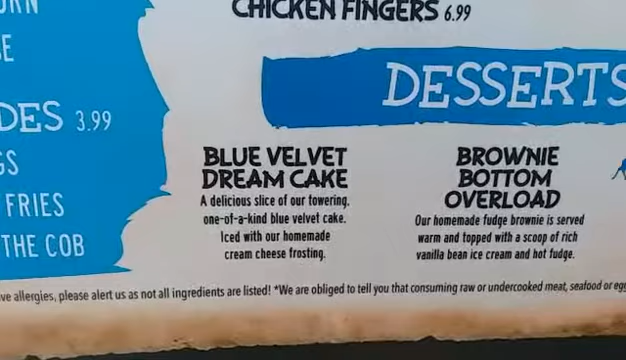 CHICKEN FINGERS 6.99
DESSERTS
DES 3.99
FRIES
THE COB
BLUE VELVET
DREAM CAKE
A delicious slice of our towering,
one-of-a-kind blue velvet cake.
Iced with our homemade
cream cheese frosting.
BROWNIE
BOTTOM
OVERLOAD
Our homemade fudge brownie is served
warm and topped with a scoop of rich
vanilla bean ice cream and hot fudge.
ve allergies, please alert us as not all ingredients are listed! *We are obliged to tell you that consuming raw or undercooked meat, seafood or eg